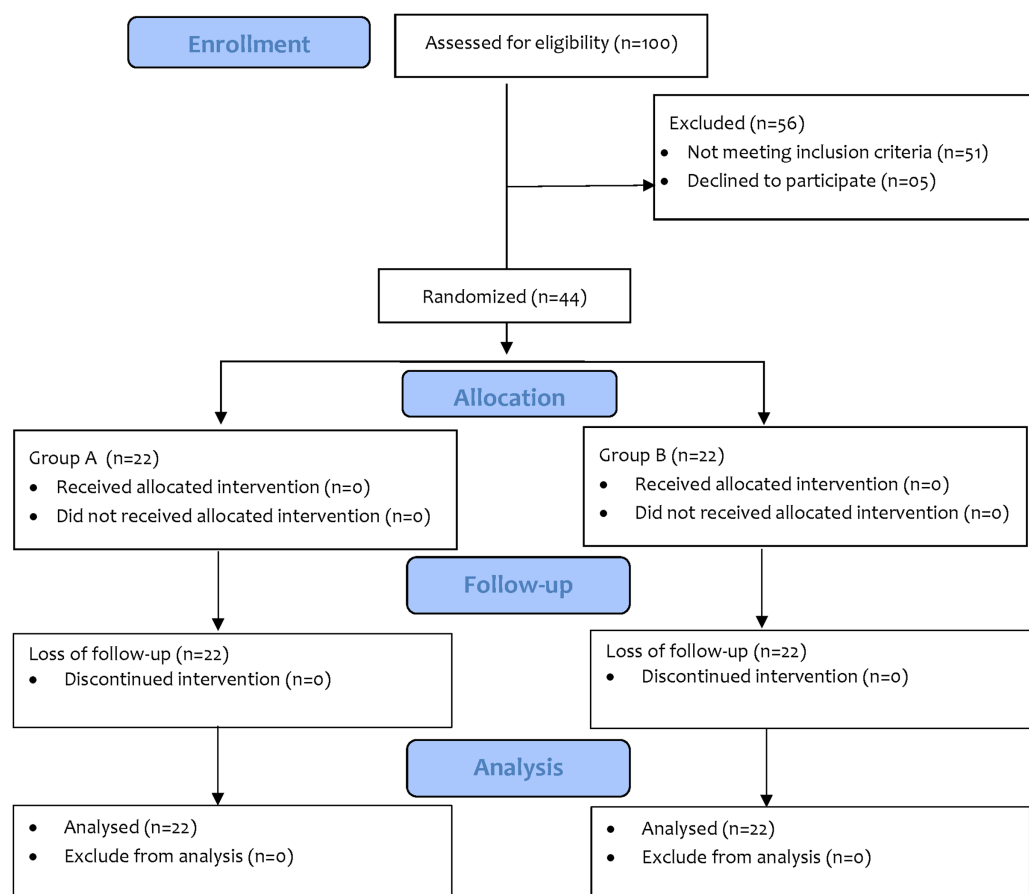 Enrollment
Assessed for eligibility (n=100)
Excluded (n=56)
• Not meeting inclusion criteria (n=51)
• Declined to participate (n=05)
Randomized (n=44)
Allocation
Group A (n=22)
• Received allocated intervention (n=0)
• Did not received allocated intervention (n=0)
Group B (n=22)
• Received allocated intervention (n=0)
• Did not received allocated intervention (n=0)
Follow-up
Loss of follow-up (n=22)
• Discontinued intervention (n=0)
Loss of follow-up (n=22)
• Discontinued intervention (n=0)
Analysis
• Analysed (n=22)
• Exclude from analysis (n=0)
• Analysed (n=22)
• Exclude from analysis (n=0)